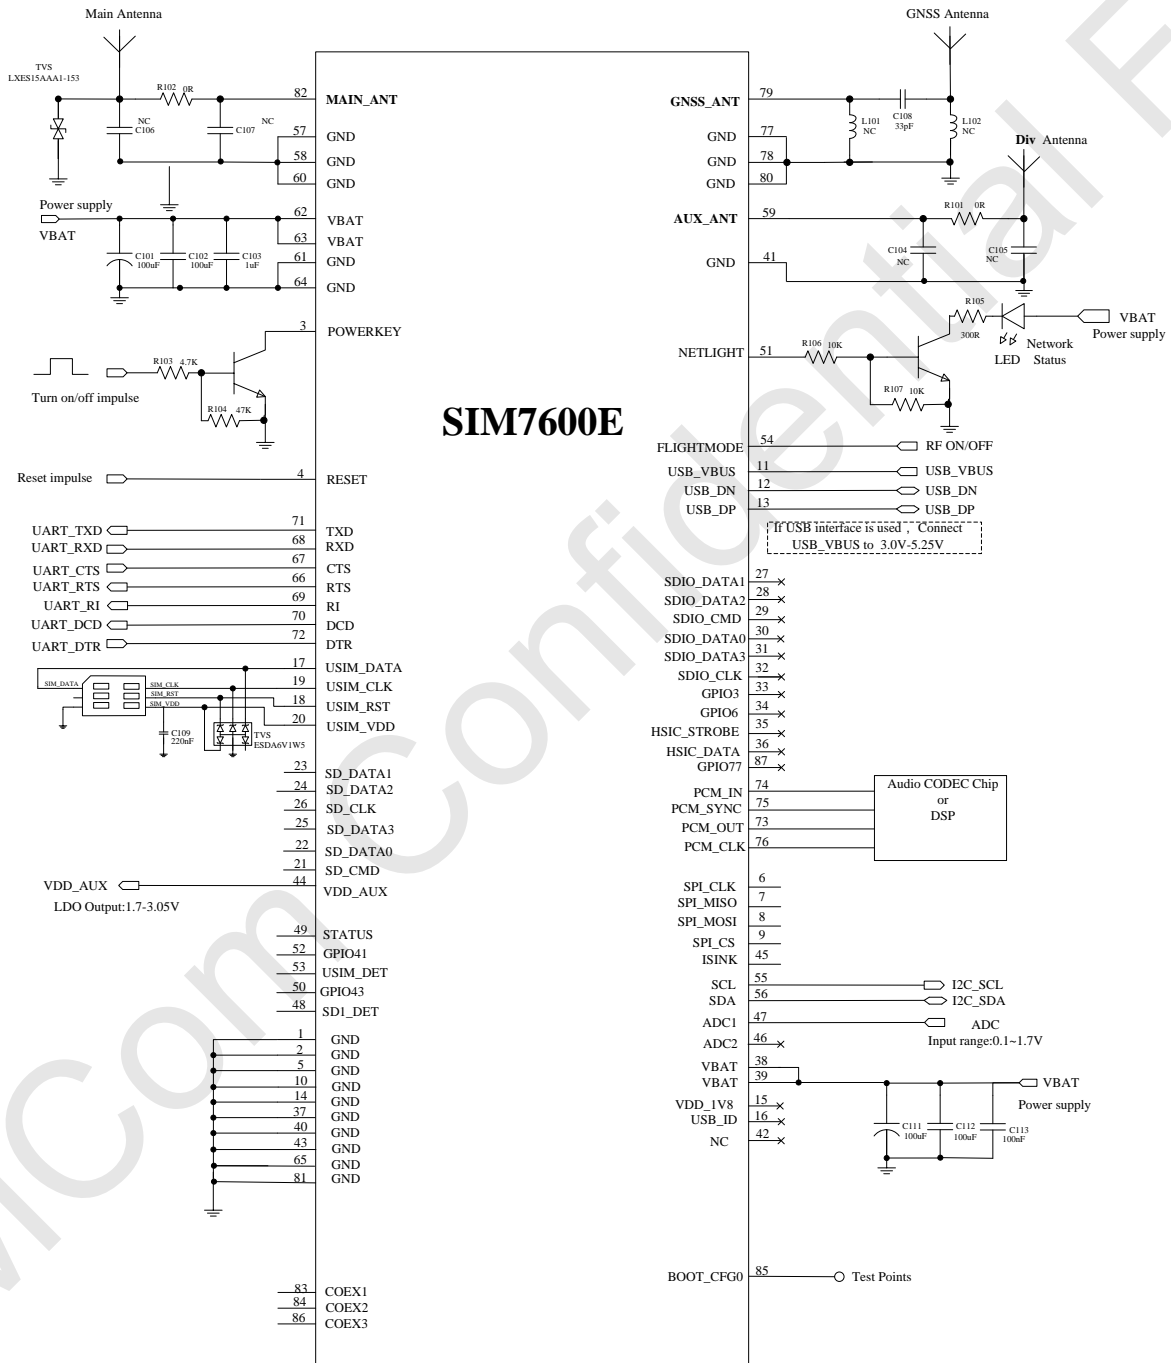 Main Antenna
GNSS Antenna
TVS
LXES15AAA1-153
R102 0R
82
MAIN_ANT
NC
C106
NC
C107
57
GND
58
GND
60
GND
79
GNSS_ANT
C108
33pF
L101
NC
L102
NC
77
GND
78
GND
80
GND
Div Antenna
Power supply
VBAT
62
VBAT
63
VBAT
61
GND
64
GND
C101
100uF
C102
100uF
C103
1uF
59
AUX_ANT
R101 0R
C104
NC
C105
NC
41
GND
3
POWERKEY
R103 4.7K
R104 47K
Turn on/off impulse
R105
300R
VBAT
Power supply
LED
Network
Status
51
NETLIGHT
R106 10K
R107 10K
SIM7600E
54
FLIGHTMODE
RF ON/OFF
11
USB_VBUS
USB_VBUS
12
USB_DN
USB_DN
13
USB_DP
USB_DP
If USB interface is used , Connect
USB_VBUS to 3.0V-5.25V
Reset impulse
4
RESET
UART_TXD
71
TXD
UART_RXD
68
RXD
UART_CTS
67
CTS
UART_RTS
66
RTS
UART_RI
69
RI
UART_DCD
70
DCD
UART_DTR
72
DTR
17
USIM_DATA
19
USIM_CLK
18
USIM_RST
20
USIM_VDD
SIM_DATA
SIM_CLK
SIM_RST
SIM_VDD
C109
220nF
TVS
ESDA6V1W5
27
SDIO_DATA1
28
SDIO_DATA2
29
SDIO_CMD
30
SDIO_DATA0
31
SDIO_DATA3
32
SDIO_CLK
33
GPIO3
34
GPIO6
35
HSIC_STROBE
36
HSIC_DATA
87
GPIO77
23
SD_DATA1
24
SD_DATA2
26
SD_CLK
25
SD_DATA3
22
SD_DATA0
21
SD_CMD
44
VDD_AUX
VDD_AUX
LDO Output:1.7-3.05V
74
PCM_IN
75
PCM_SYNC
73
PCM_OUT
76
PCM_CLK
Audio CODEC Chip
or
DSP
6
SPI_CLK
7
SPI_MISO
8
SPI_MOSI
9
SPI_CS
45
ISINK
49
STATUS
52
GPIO41
53
USIM_DET
50
GPIO43
48
SD1_DET
55
SCL
I2C_SCL
56
SDA
I2C_SDA
47
ADC1
ADC
Input range:0.1~1.7V
46
ADC2
38
VBAT
39
VBAT
VBAT
Power supply
15
VDD_1V8
16
USB_ID
42
NC
C111
100uF
C112
100uF
C113
100nF
1
GND
2
GND
5
GND
10
GND
14
GND
37
GND
40
GND
43
GND
65
GND
81
GND
85
BOOT_CFG0
Test Points
83
COEX1
84
COEX2
86
COEX3
Com Confidential F